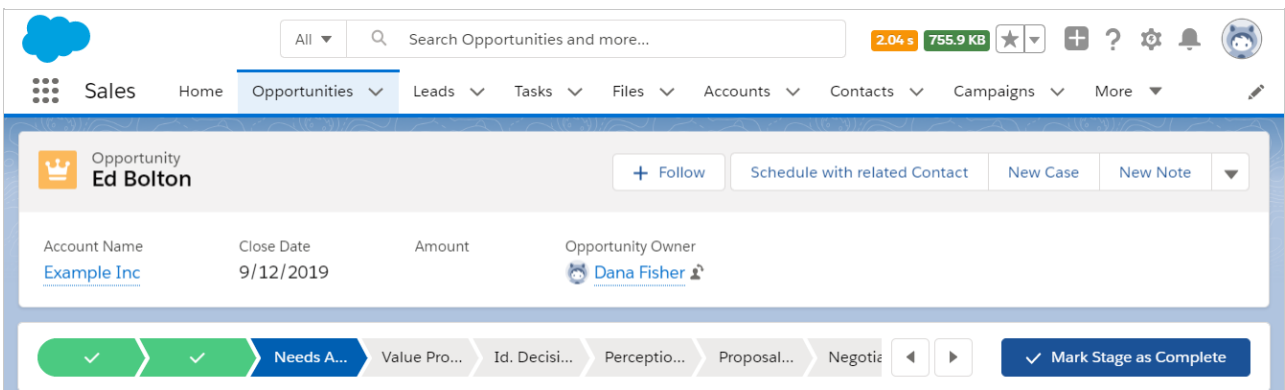 All Search Opportunities and more... 2.04 s 755.9 KB
Sales Home Opportunities Leads Tasks Files Accounts Contacts Campaigns More
Opportunity
Ed Bolton
+ Follow Schedule with related Contact New Case New Note
Account Name Close Date Amount Opportunity Owner
Example Inc 9/12/2019 Dana Fisher
Needs A... Value Pro... Id. Decisi... Perceptio... Proposal... Negotia Mark Stage as Complete